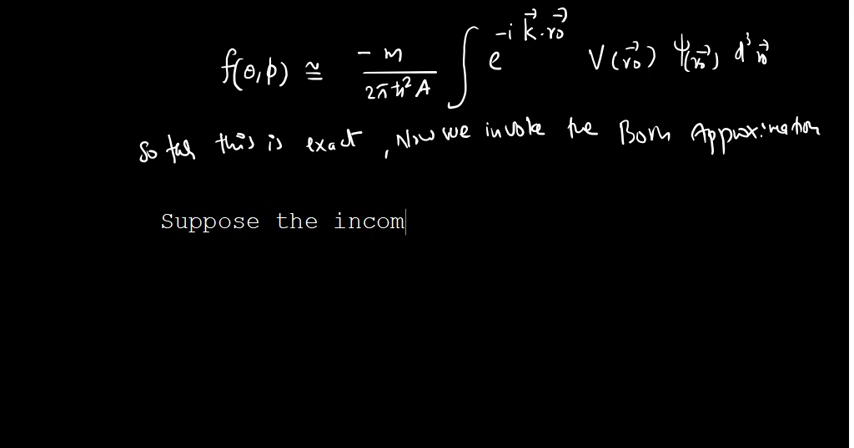 f(θ,φ) ≅ -m / 2πħ²A ∫ e^{-i k⃗·r⃗₀} V(r⃗₀) ψ(r⃗₀) d³r⃗₀
So far this is exact, Now we invoke the Born Approximation
Suppose the incom